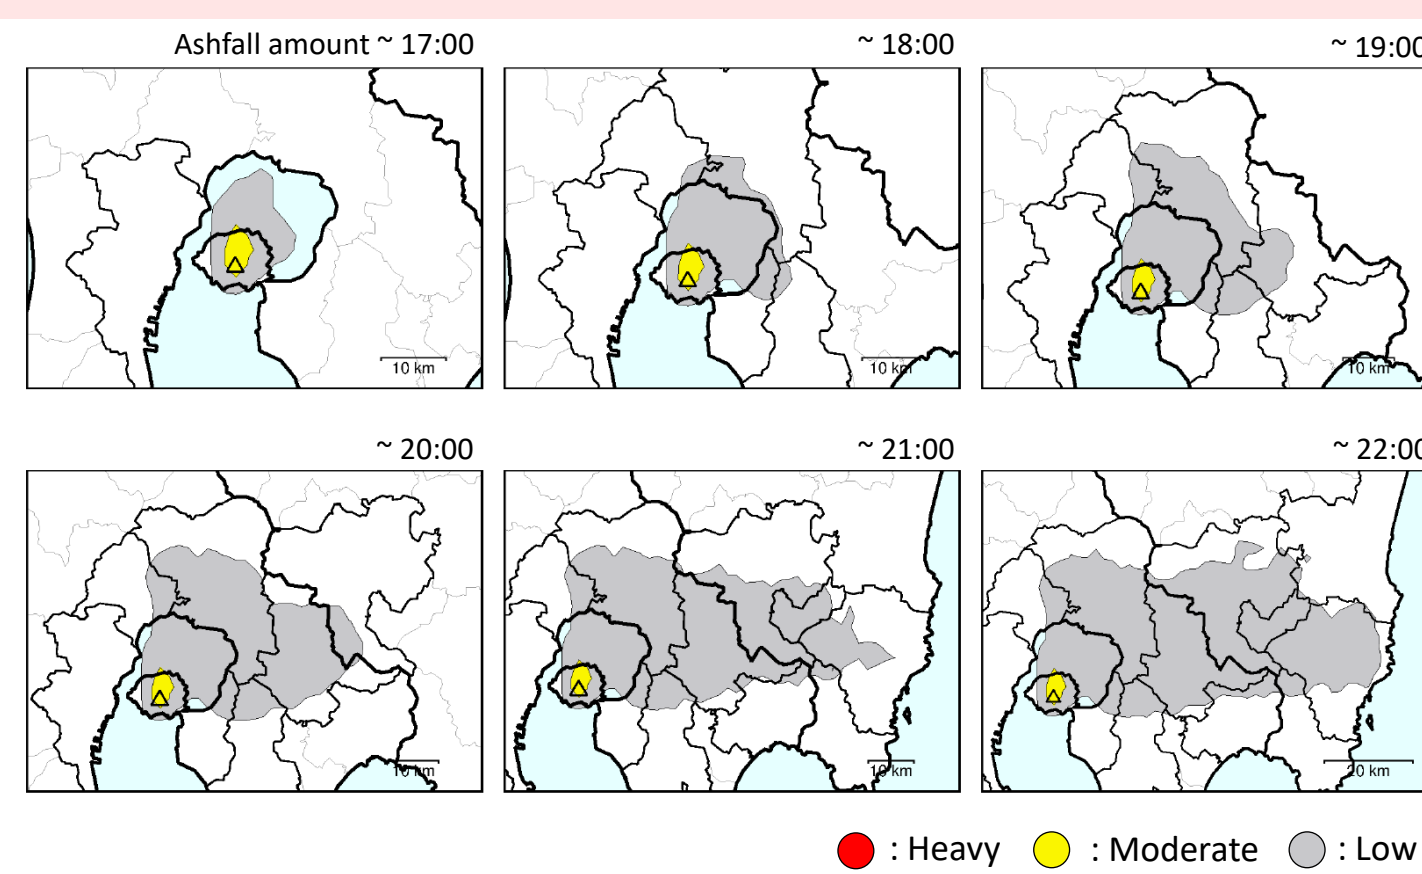 Ashfall amount ~ 17:00
~ 18:00
~ 19:00
10 km
10 km
10 km
~ 20:00
~ 21:00
~ 22:00
10 km
10 km
20 km
: Heavy : Moderate : Low